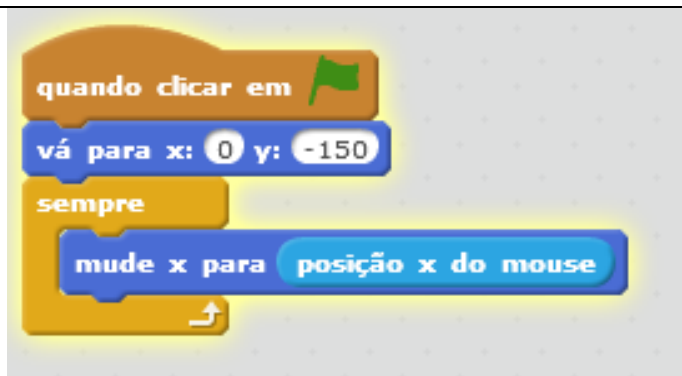 quando clicar em
vá para x: 0 y: -150
sempre
mude x para posição x do mouse